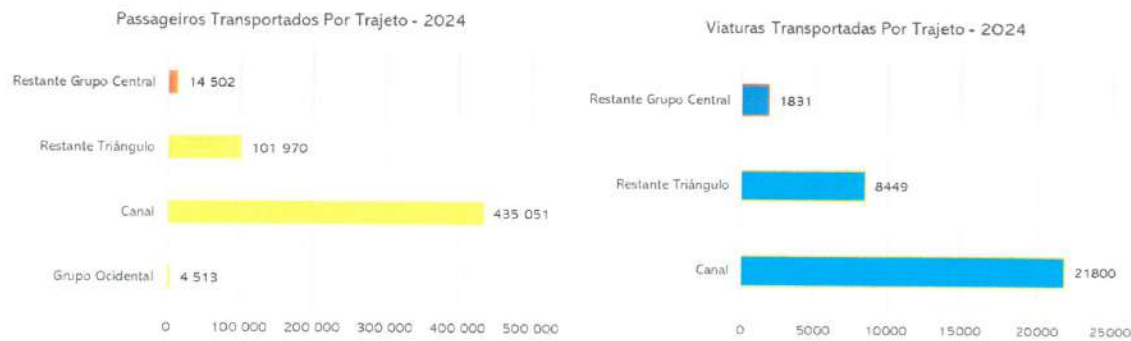 Passageiros Transportados Por Trajeto - 2024
Restante Grupo Central
14 502
Restante Triângulo
101 970
Canal
435 051
Grupo Ocidental
4 513
0 100 000 200 000 300 000 400 000 500 000
Viaturas Transportadas Por Trajeto - 2024
Restante Grupo Central
1831
Restante Triângulo
8449
Canal
21800
0 5000 10000 15000 20000 25000